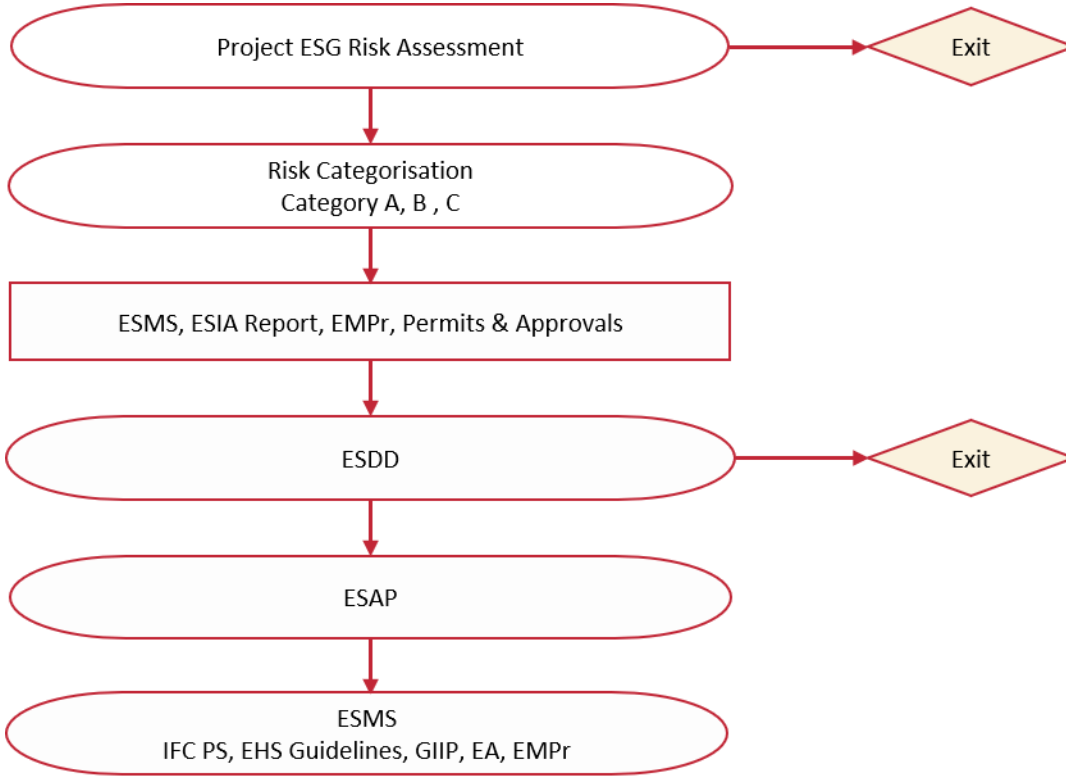 Project ESG Risk Assessment
Exit
Risk Categorisation
Category A, B , C
ESMS, ESIA Report, EMPr, Permits & Approvals
ESDD
Exit
ESAP
ESMS
IFC PS, EHS Guidelines, GIIP, EA, EMPr